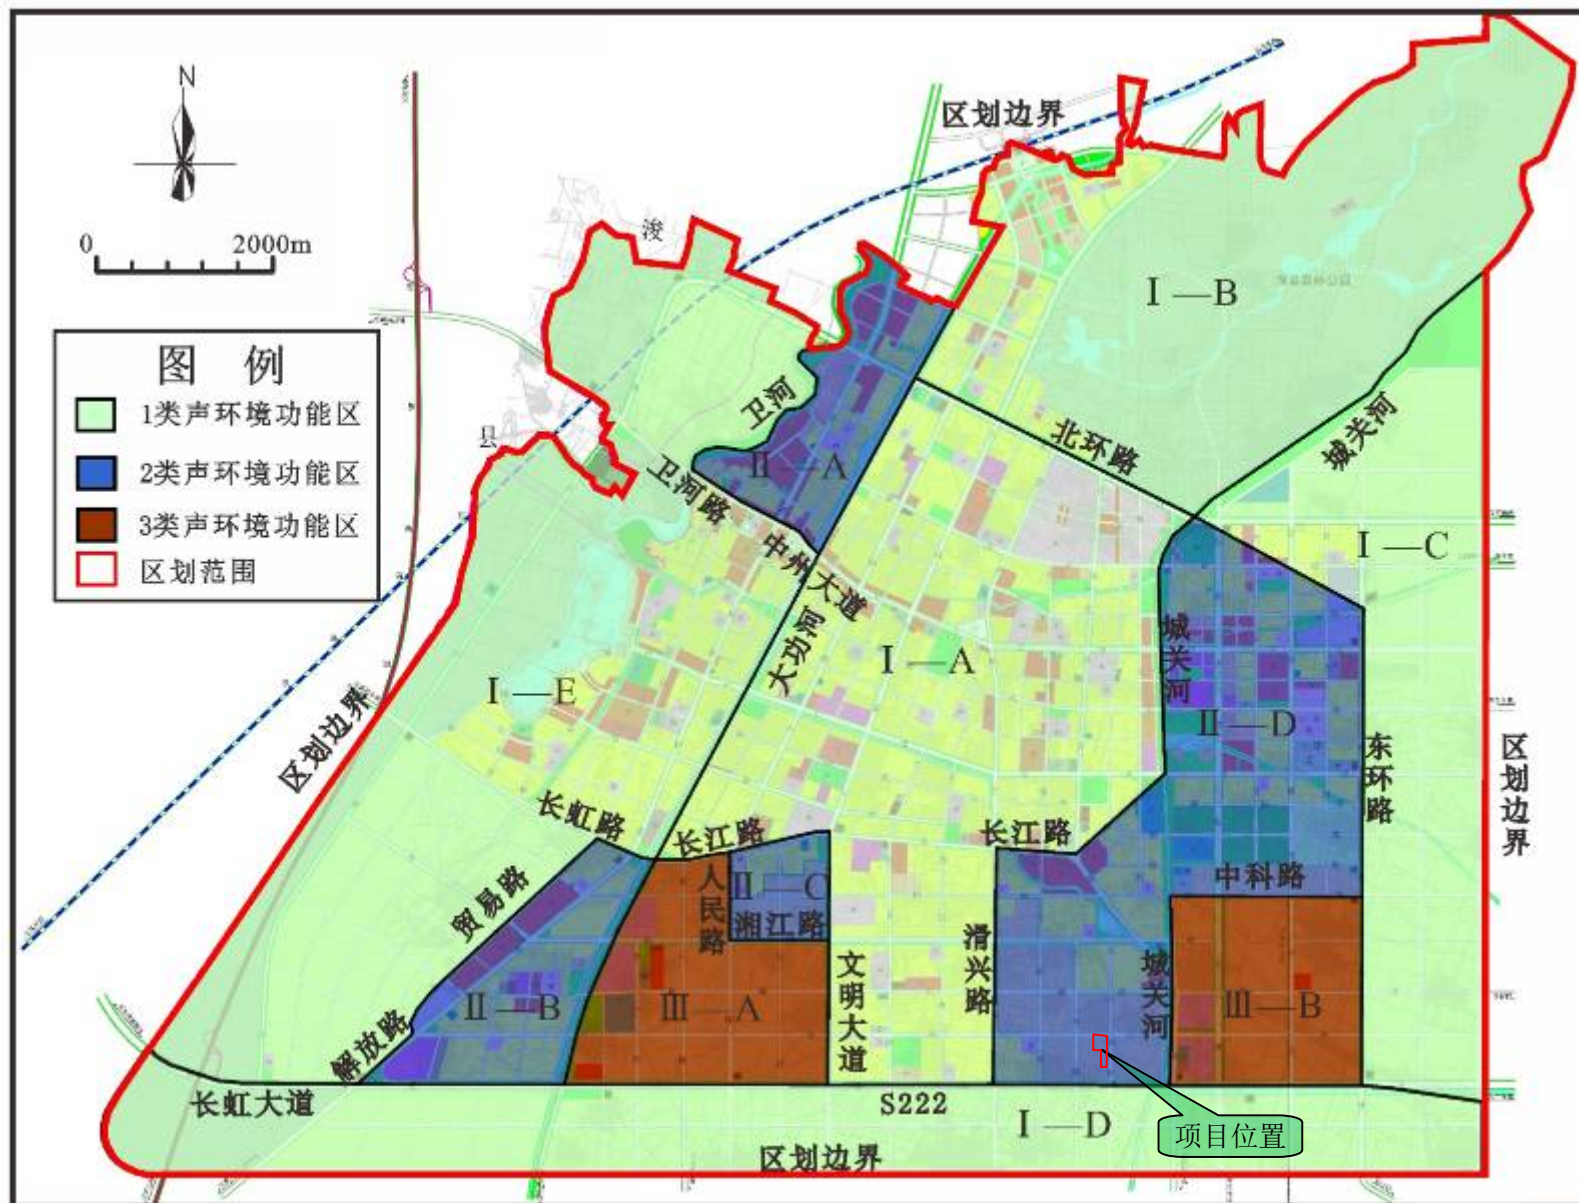 N
0 2000m
图 例
1类声环境功能区
2类声环境功能区
3类声环境功能区
区划范围
区划边界
浚
县
I—B
卫河
卫河路
II—A
北环路
城关河
I—C
中州大道
大功河
I—A
城关河
II—D
东环路
区划边界
I—E
区划边界
长虹路
长江路
长江路
人民路
II—C
湘江路
中科路
贸易路
滑兴路
文明大道
城关河
II—B
III—A
III—B
解放路
长虹大道
S222
I—D
项目位置
区划边界